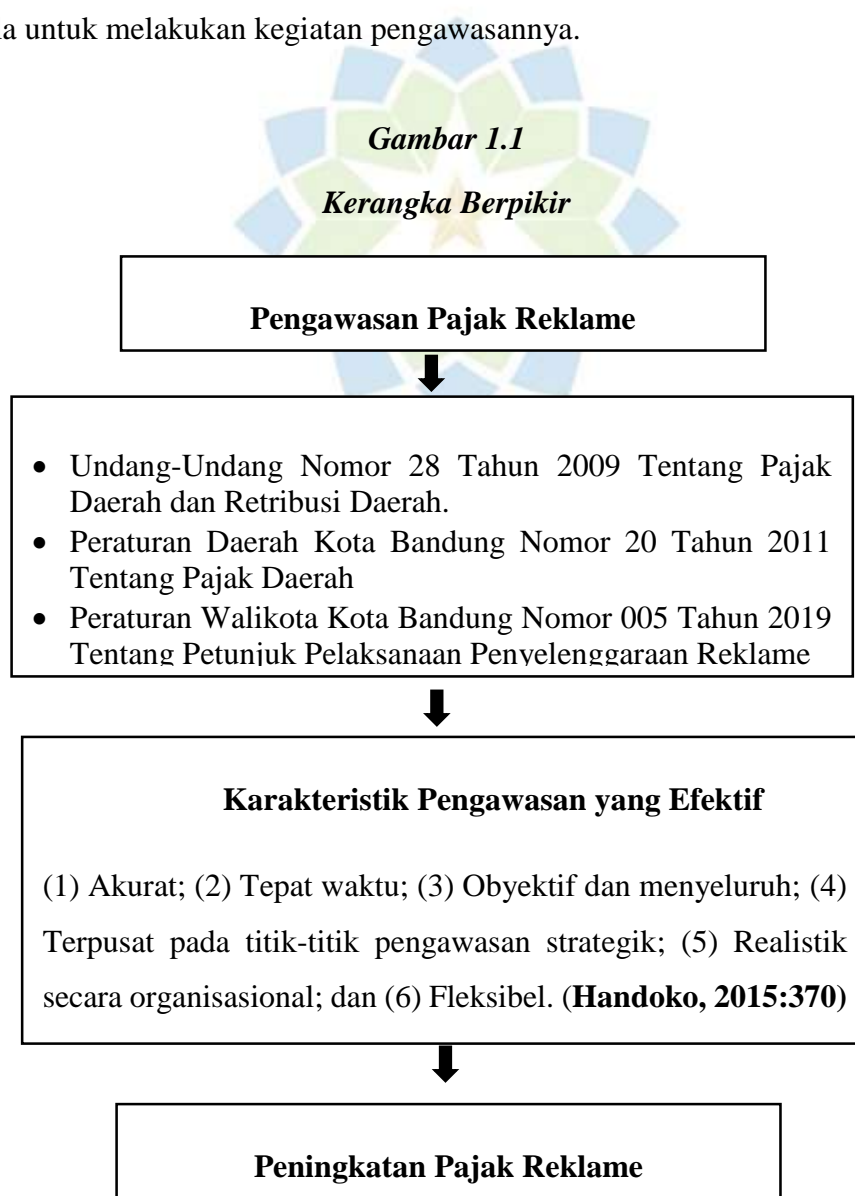 untuk melakukan kegiatan pengawasannya.
Gambar 1.1
Kerangka Berpikir
Pengawasan Pajak Reklame
• Undang-Undang Nomor 28 Tahun 2009 Tentang Pajak
Daerah dan Retribusi Daerah.
• Peraturan Daerah Kota Bandung Nomor 20 Tahun 2011
Tentang Pajak Daerah
• Peraturan Walikota Kota Bandung Nomor 005 Tahun 2019
Tentang Petunjuk Pelaksanaan Penyelenggaraan Reklame
Karakteristik Pengawasan yang Efektif
(1) Akurat; (2) Tepat waktu; (3) Obyektif dan menyeluruh; (4)
Terpusat pada titik-titik pengawasan strategik; (5) Realistik
secara organisasional; dan (6) Fleksibel. (Handoko, 2015:370)
Peningkatan Pajak Reklame